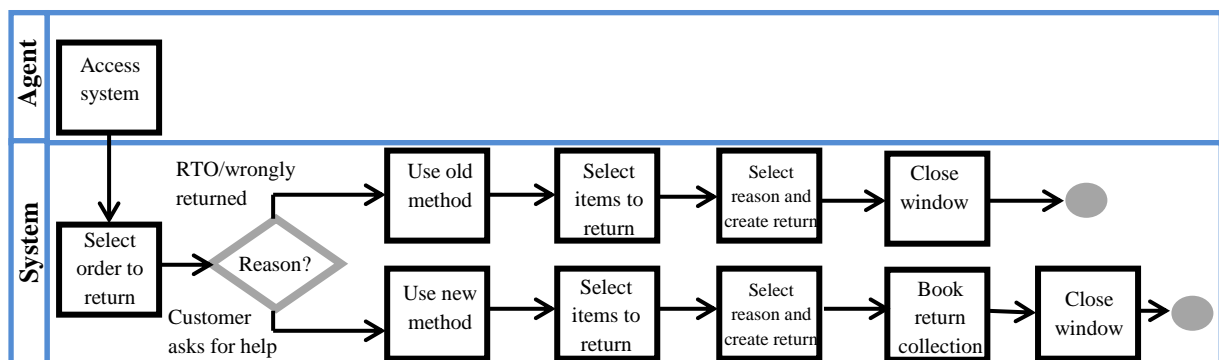 Agent
Access
system
System
Select
order to
return
Reason?
RTO/wrongly
returned
Use old
method
Select
items to
return
Select
reason and
create return
Close
window
Customer
asks for help
Use new
method
Select
items to
return
Select
reason and
create return
Book
return
collection
Close
window